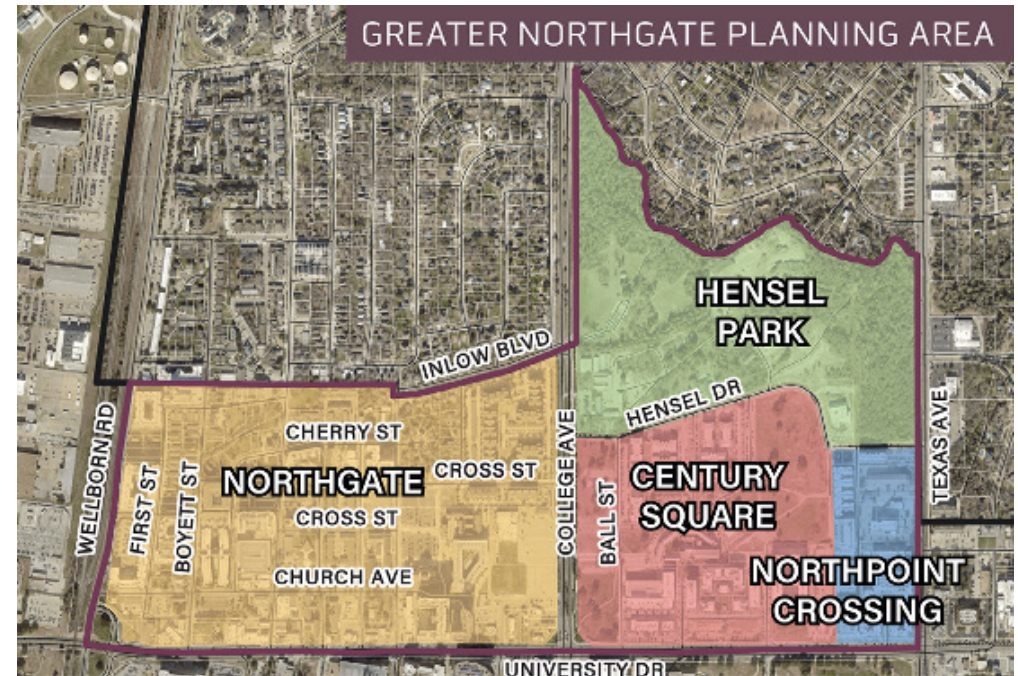 GREATER NORTHGATE PLANNING AREA
HENSEL
PARK
INLOW BLVD
HENSEL DR
WELLBORN RD
FIRST ST
BOYETT ST
CHERRY ST
NORTHGATE
CROSS ST
CROSS ST
CHURCH AVE
COLLEGE AVE
BALL ST
CENTURY
SQUARE
TEXAS AVE
NORTHPOINT
CROSSING
UNIVERSITY DR